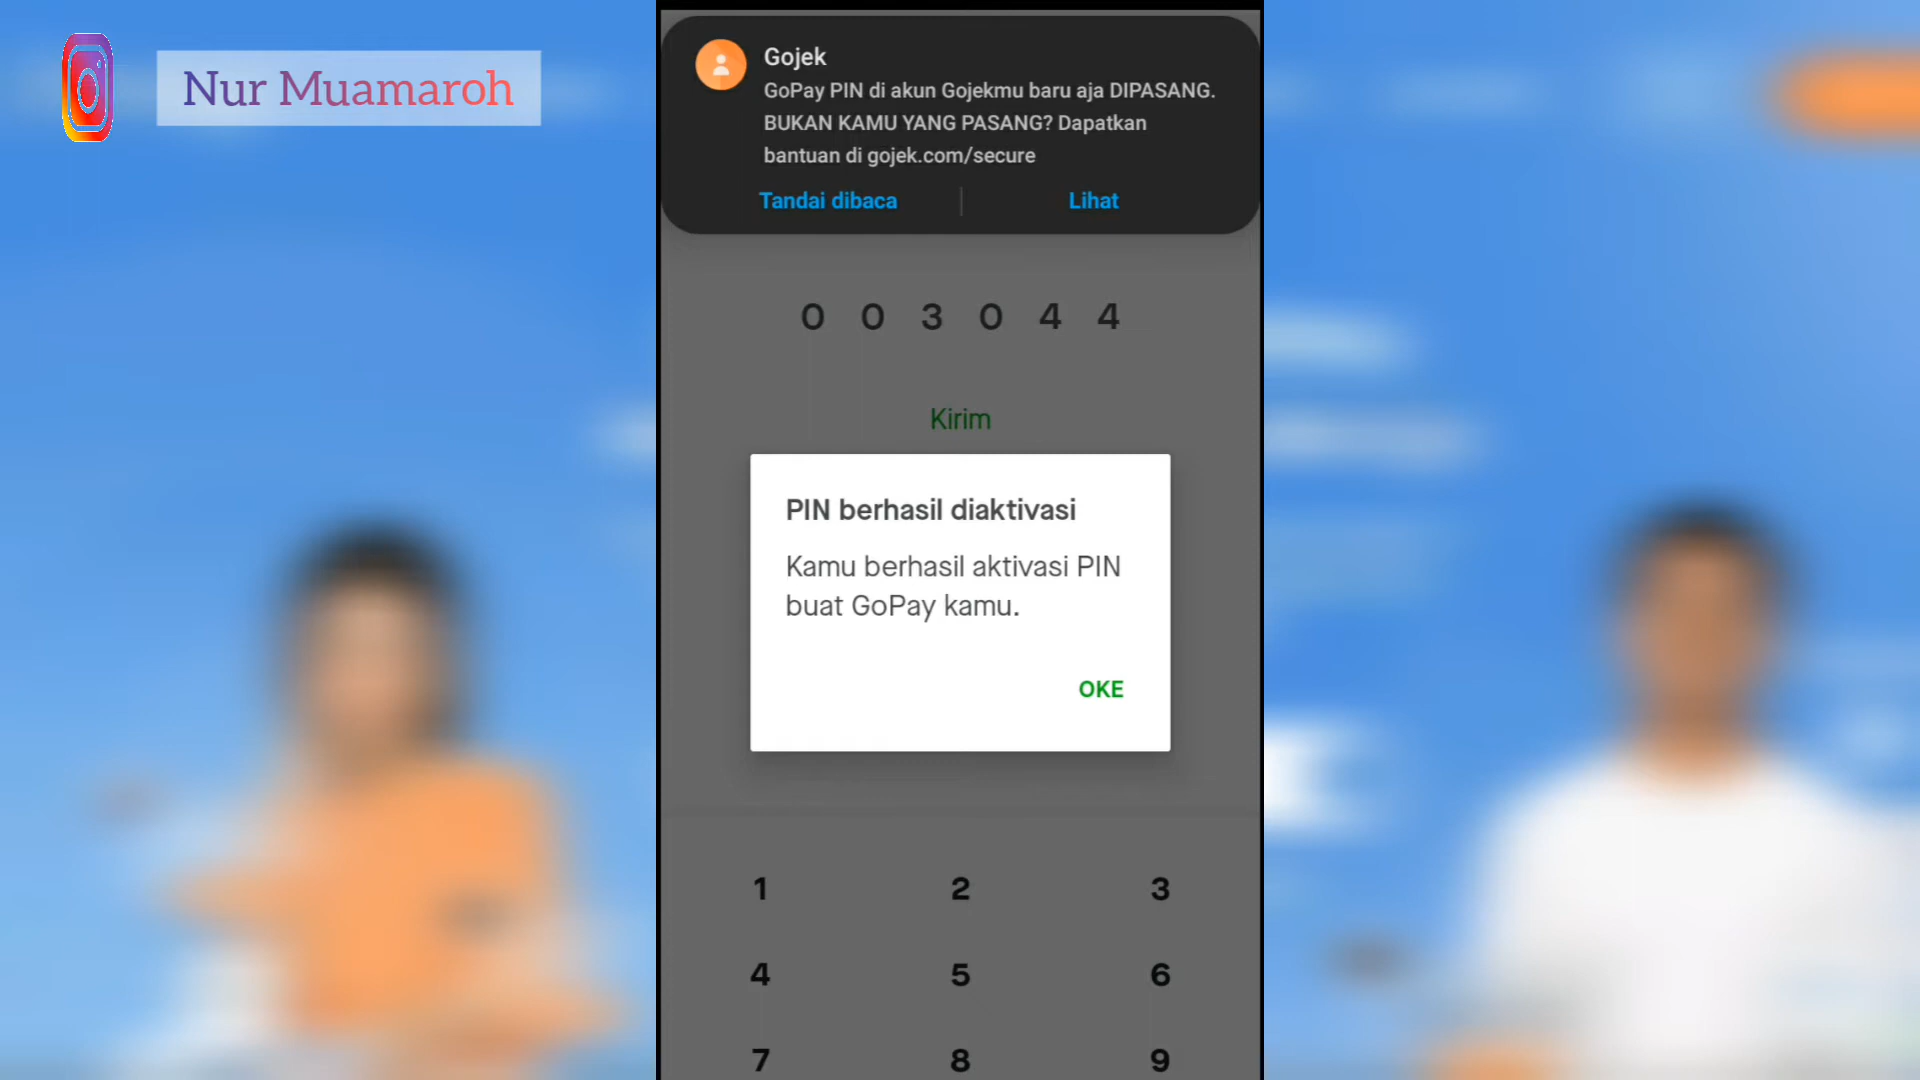 Nur Muamaroh
Gojek
GoPay PIN di akun Gojekmu baru aja DIPASANG.
BUKAN KAMU YANG PASANG? Dapatkan
bantuan di gojek.com/secure
Tandai dibaca
Lihat
0 0 3 0 4 4
Kirim
PIN berhasil diaktivasi
Kamu berhasil aktivasi PIN
buat GoPay kamu.
OKE
1 2 3
4 5 6
7 8 9